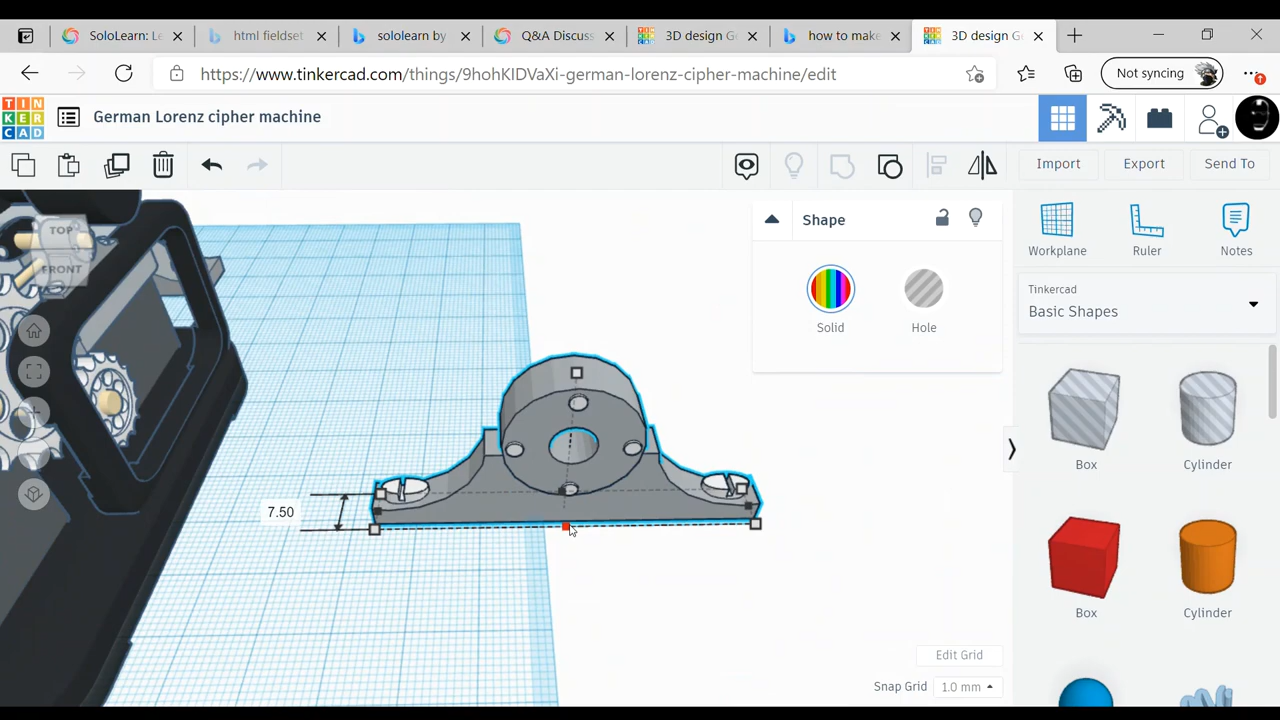 SoloLearn: Le
html fieldset
sololearn by
Q&A Discuss
3D design Ge
how to make
3D design Ge
https://www.tinkercad.com/things/9hohKIDVaXi-german-lorenz-cipher-machine/edit
Not syncing
TIN
KER
CAD
German Lorenz cipher machine
Import
Export
Send To
TOP
FRONT
Shape
Solid
Hole
Workplane
Ruler
Notes
Tinkercad
Basic Shapes
Box
Cylinder
Box
Cylinder
7.50
Edit Grid
Snap Grid
1.0 mm